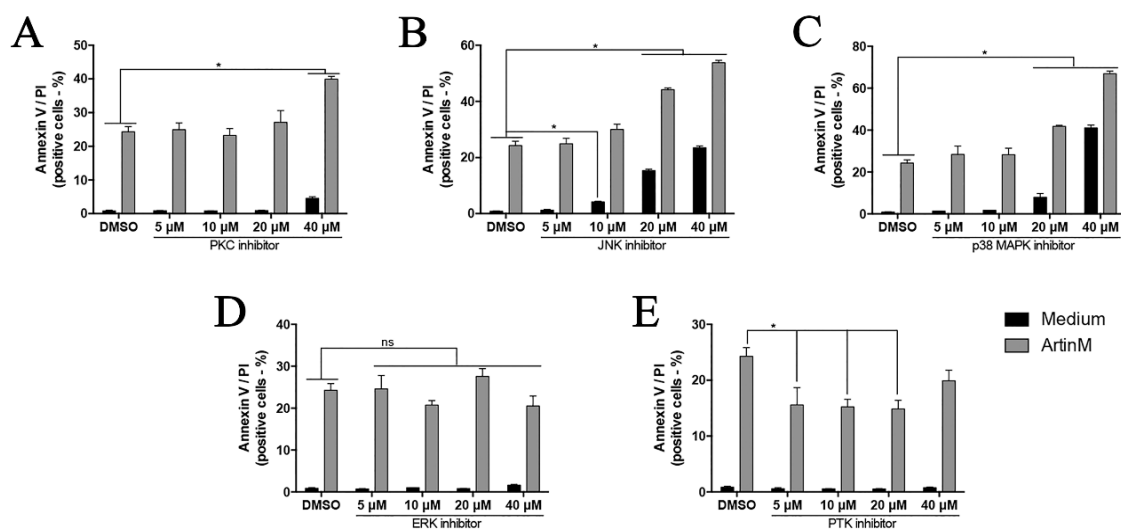 A
Annexin V / PI
(positive cells - %)
50
40
30
20
10
0
*
DMSO 5 µM 10 µM 20 µM 40 µM
PKC inhibitor
B
Annexin V / PI
(positive cells - %)
60
40
20
0
*
*
DMSO 5 µM 10 µM 20 µM 40 µM
JNK inhibitor
C
Annexin V / PI
(positive cells - %)
80
60
40
20
0
*
DMSO 5 µM 10 µM 20 µM 40 µM
p38 MAPK inhibitor
D
Annexin V / PI
(positive cells - %)
40
30
20
10
0
ns
DMSO 5 µM 10 µM 20 µM 40 µM
ERK inhibitor
E
Annexin V / PI
(positive cells - %)
30
20
10
0
*
DMSO 5 µM 10 µM 20 µM 40 µM
PTK inhibitor
Medium
ArtinM